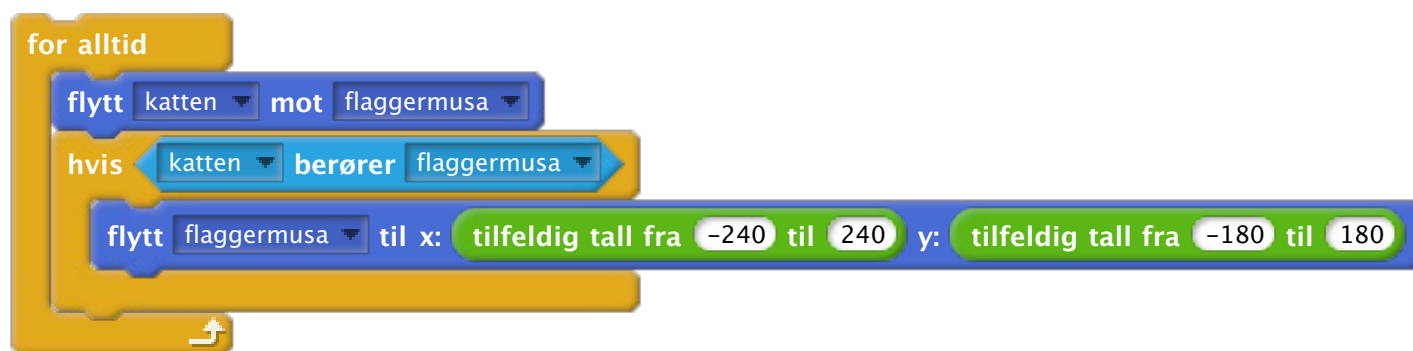 for alltid
flytt katten mot flaggermusa
hvis katten berører flaggermusa
flytt flaggermusa til x: tilfeldig tall fra -240 til 240 y: tilfeldig tall fra -180 til 180